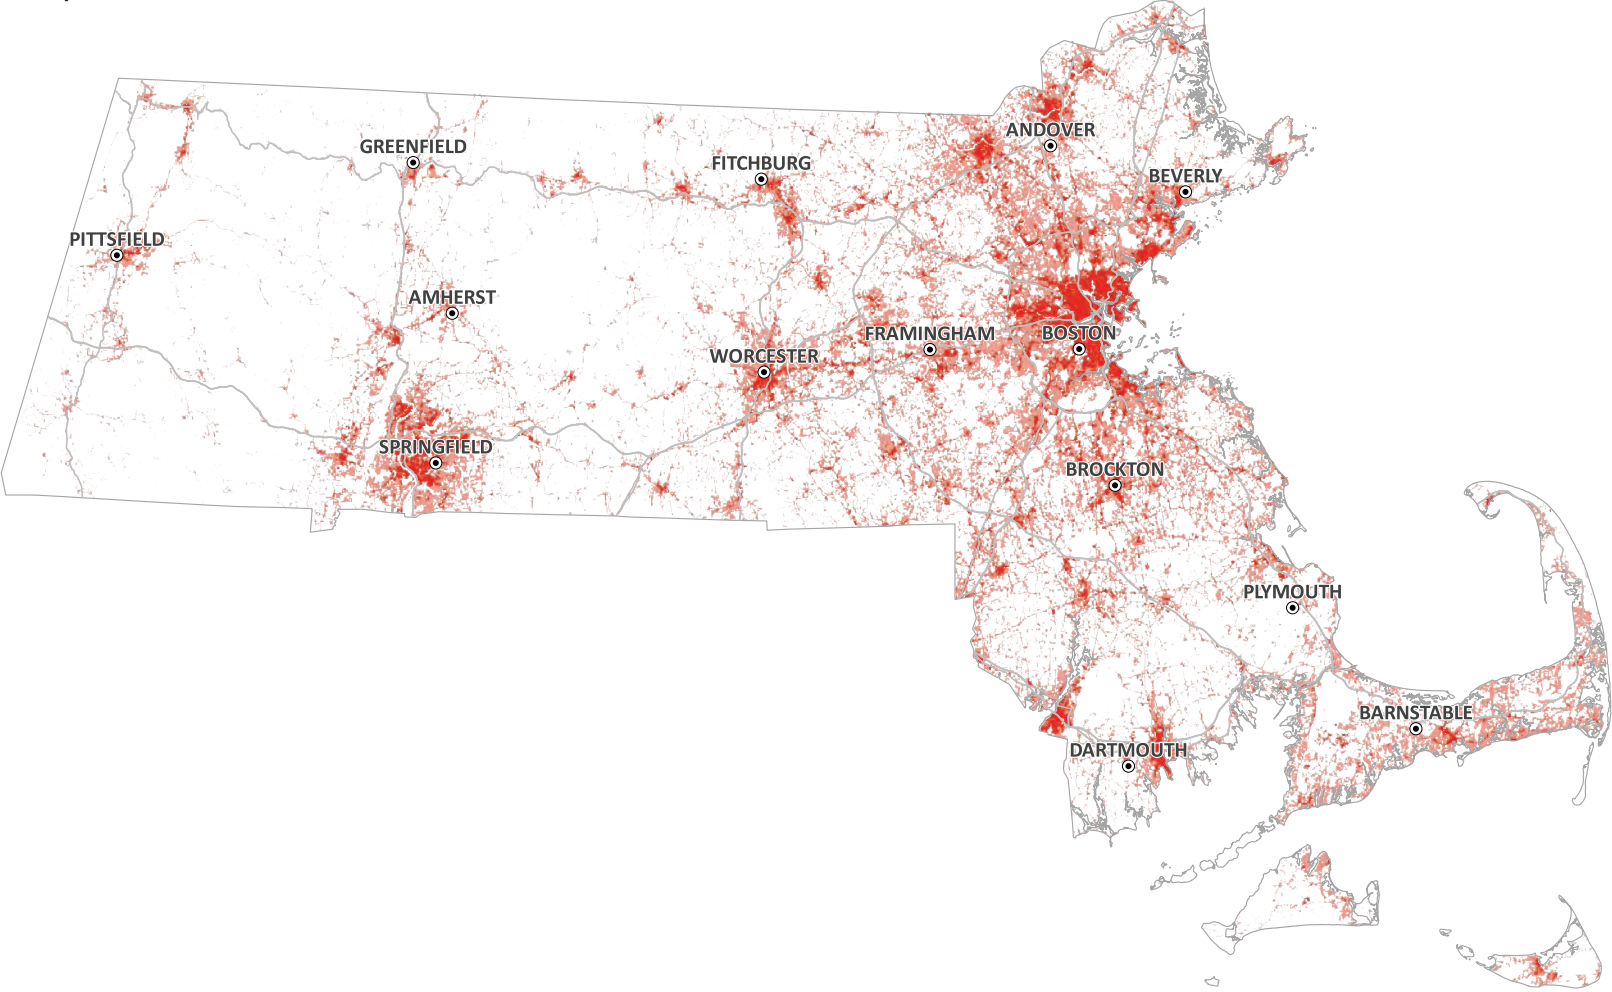 ANDOVER
GREENFIELD
FITCHBURG
BEVERLY
PITTSFIELD
AMHERST
FRAMINGHAM
BOSTON
WORCESTER
SPRINGFIELD
BROCKTON
PLYMOUTH
BARNSTABLE
DARTMOUTH